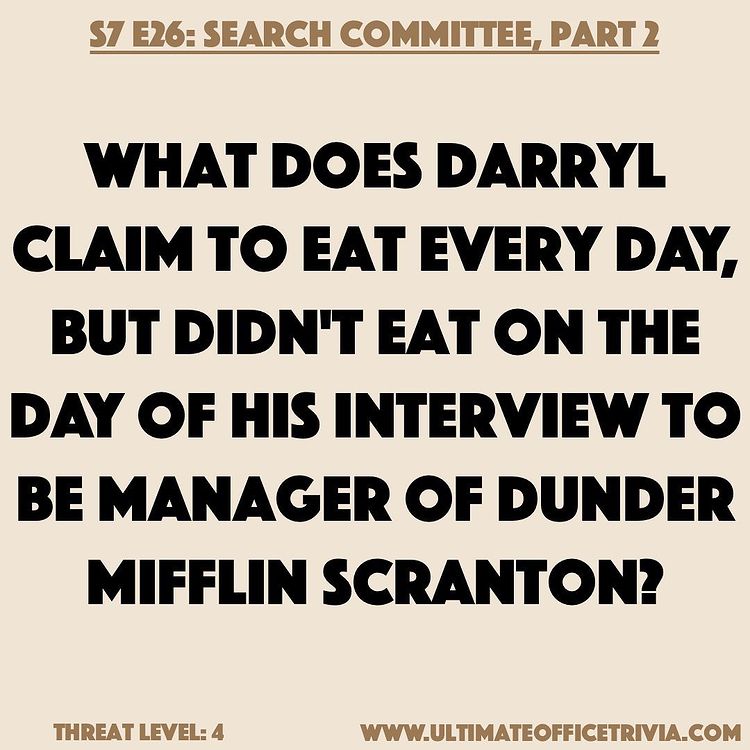 S7 E26: SEARCH COMMITTEE, PART 2
WHAT DOES DARRYL
CLAIM TO EAT EVERY DAY,
BUT DIDN'T EAT ON THE
DAY OF HIS INTERVIEW TO
BE MANAGER OF DUNDER
MIFFLIN SCRANTON?
THREAT LEVEL: 4
WWW.ULTIMATEOFFICETRIVIA.COM